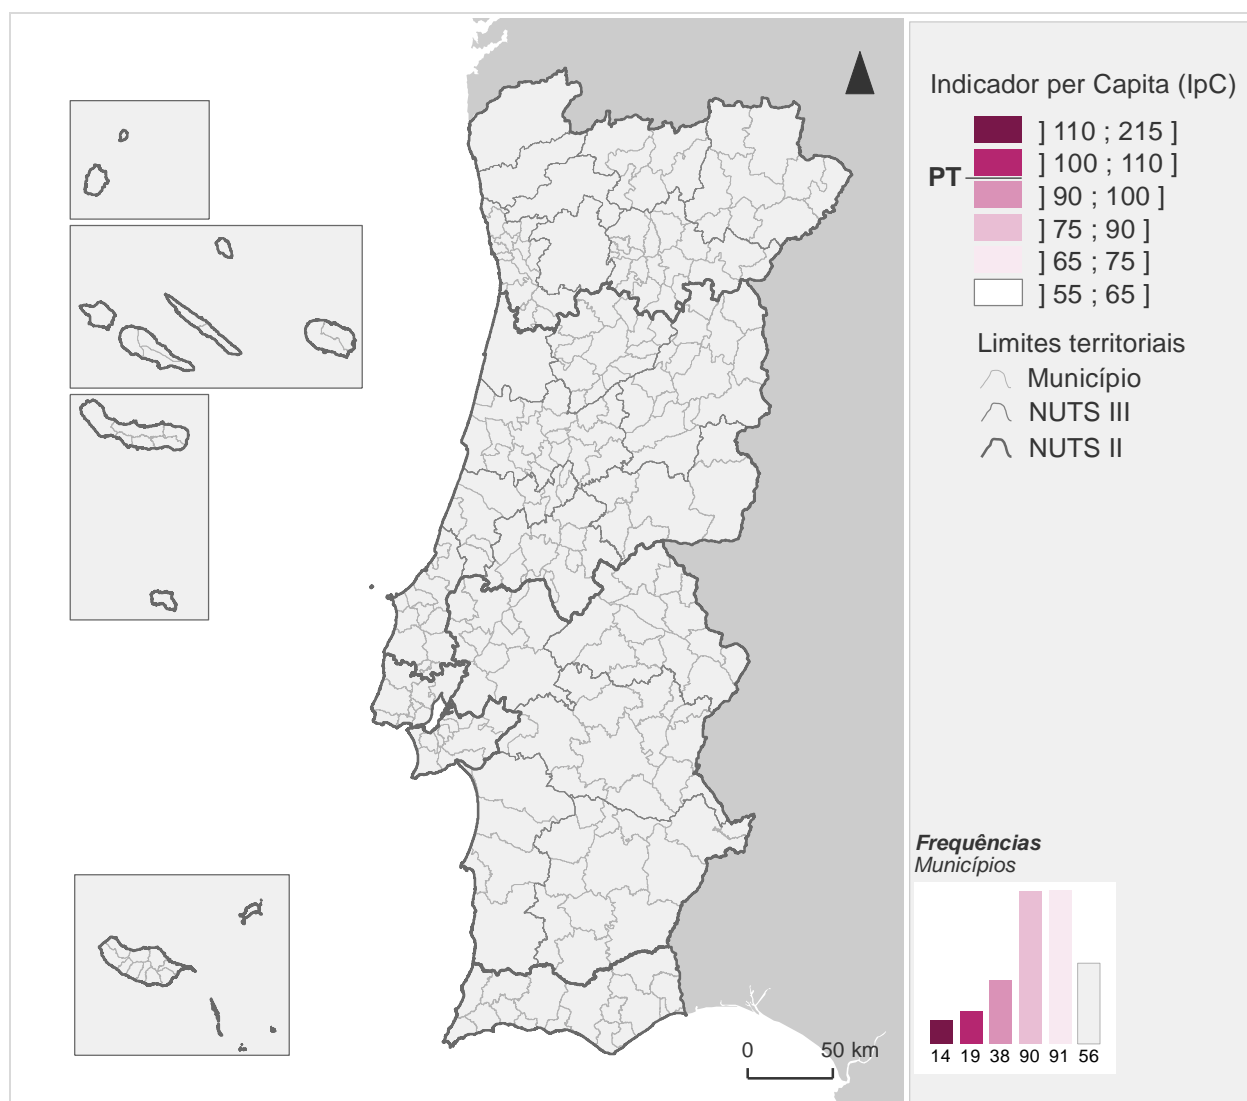 Indicador per Capita (IpC)
] 110 ; 215 ]
] 100 ; 110 ]
PT
] 90 ; 100 ]
] 75 ; 90 ]
] 65 ; 75 ]
] 55 ; 65 ]
Limites territoriais
Município
NUTS III
NUTS II
Frequências
Municípios
14 19 38 90 91 56
0 50 km